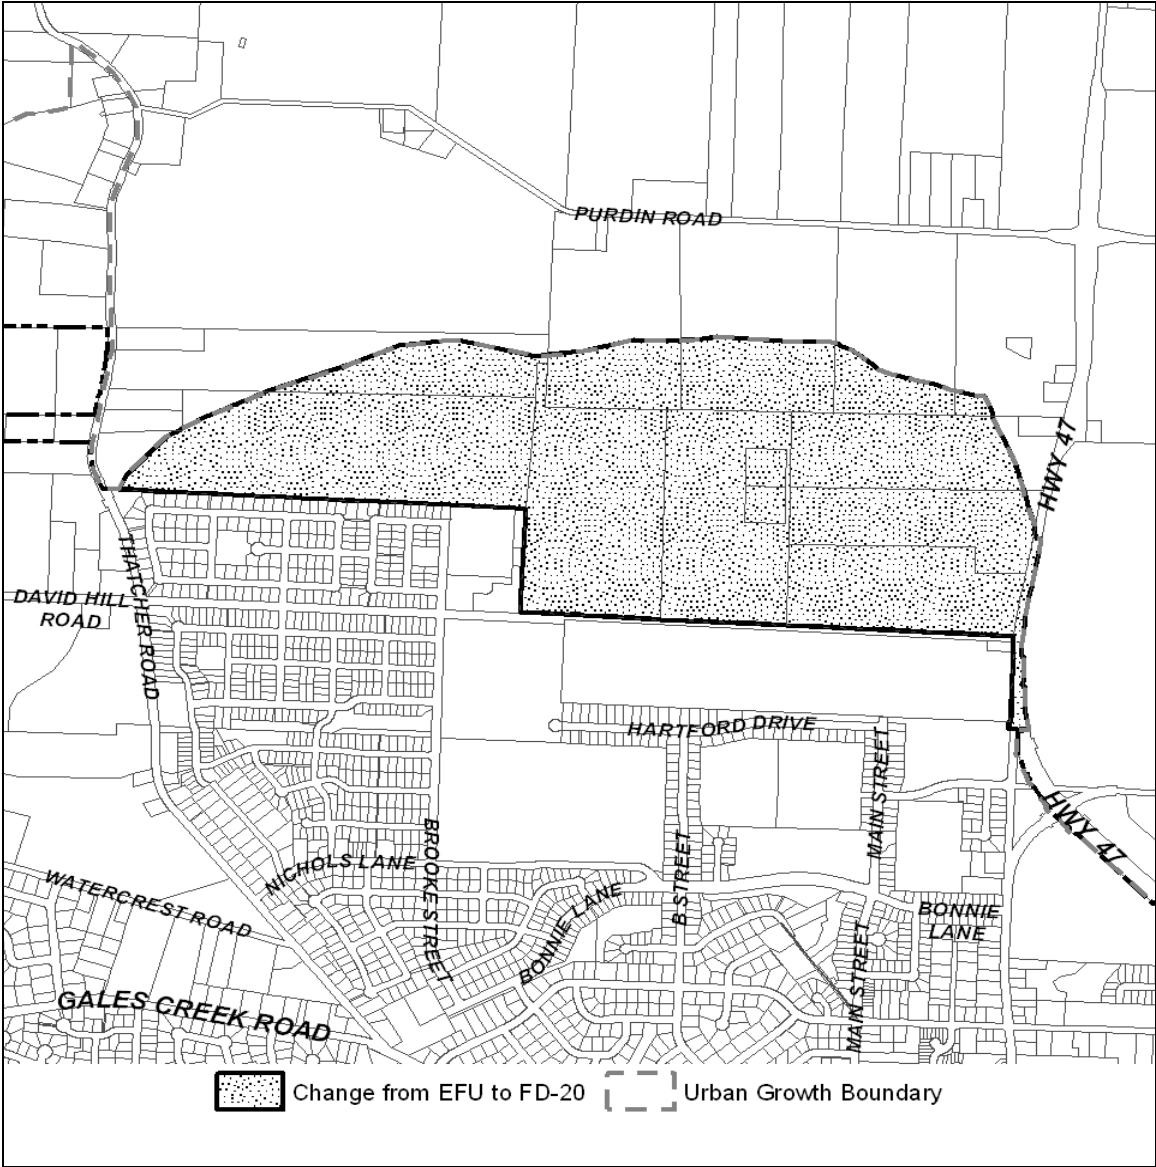 PURDIN ROAD
HWY 47
THATCHER ROAD
DAVID HILL
ROAD
HARTFORD DRIVE
MAIN STREET
HWY 47
BROOKE STREET
B STREET
NICHOLS LANE
WATERCREST ROAD
BONNIE LANE
BONNIE
LANE
MAIN STREET
GALES CREEK ROAD
Change from EFU to FD-20
Urban Growth Boundary